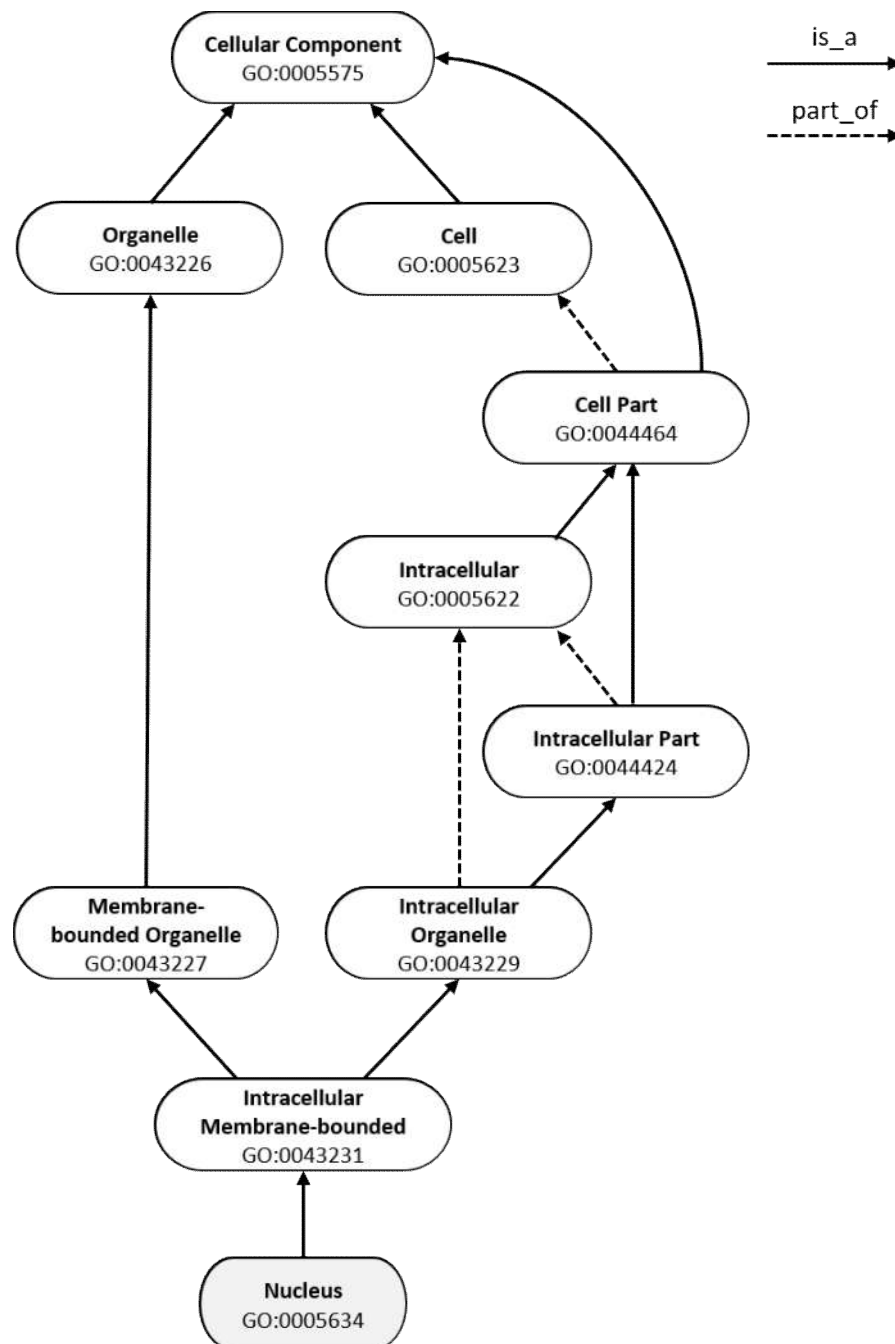 Cellular Component
GO:0005575
is_a
part_of
Organelle
GO:0043226
Cell
GO:0005623
Cell Part
GO:0044464
Intracellular
GO:0005622
Intracellular Part
GO:0044424
Membrane-
bounded Organelle
GO:0043227
Intracellular
Organelle
GO:0043229
Intracellular
Membrane-bounded
GO:0043231
Nucleus
GO:0005634